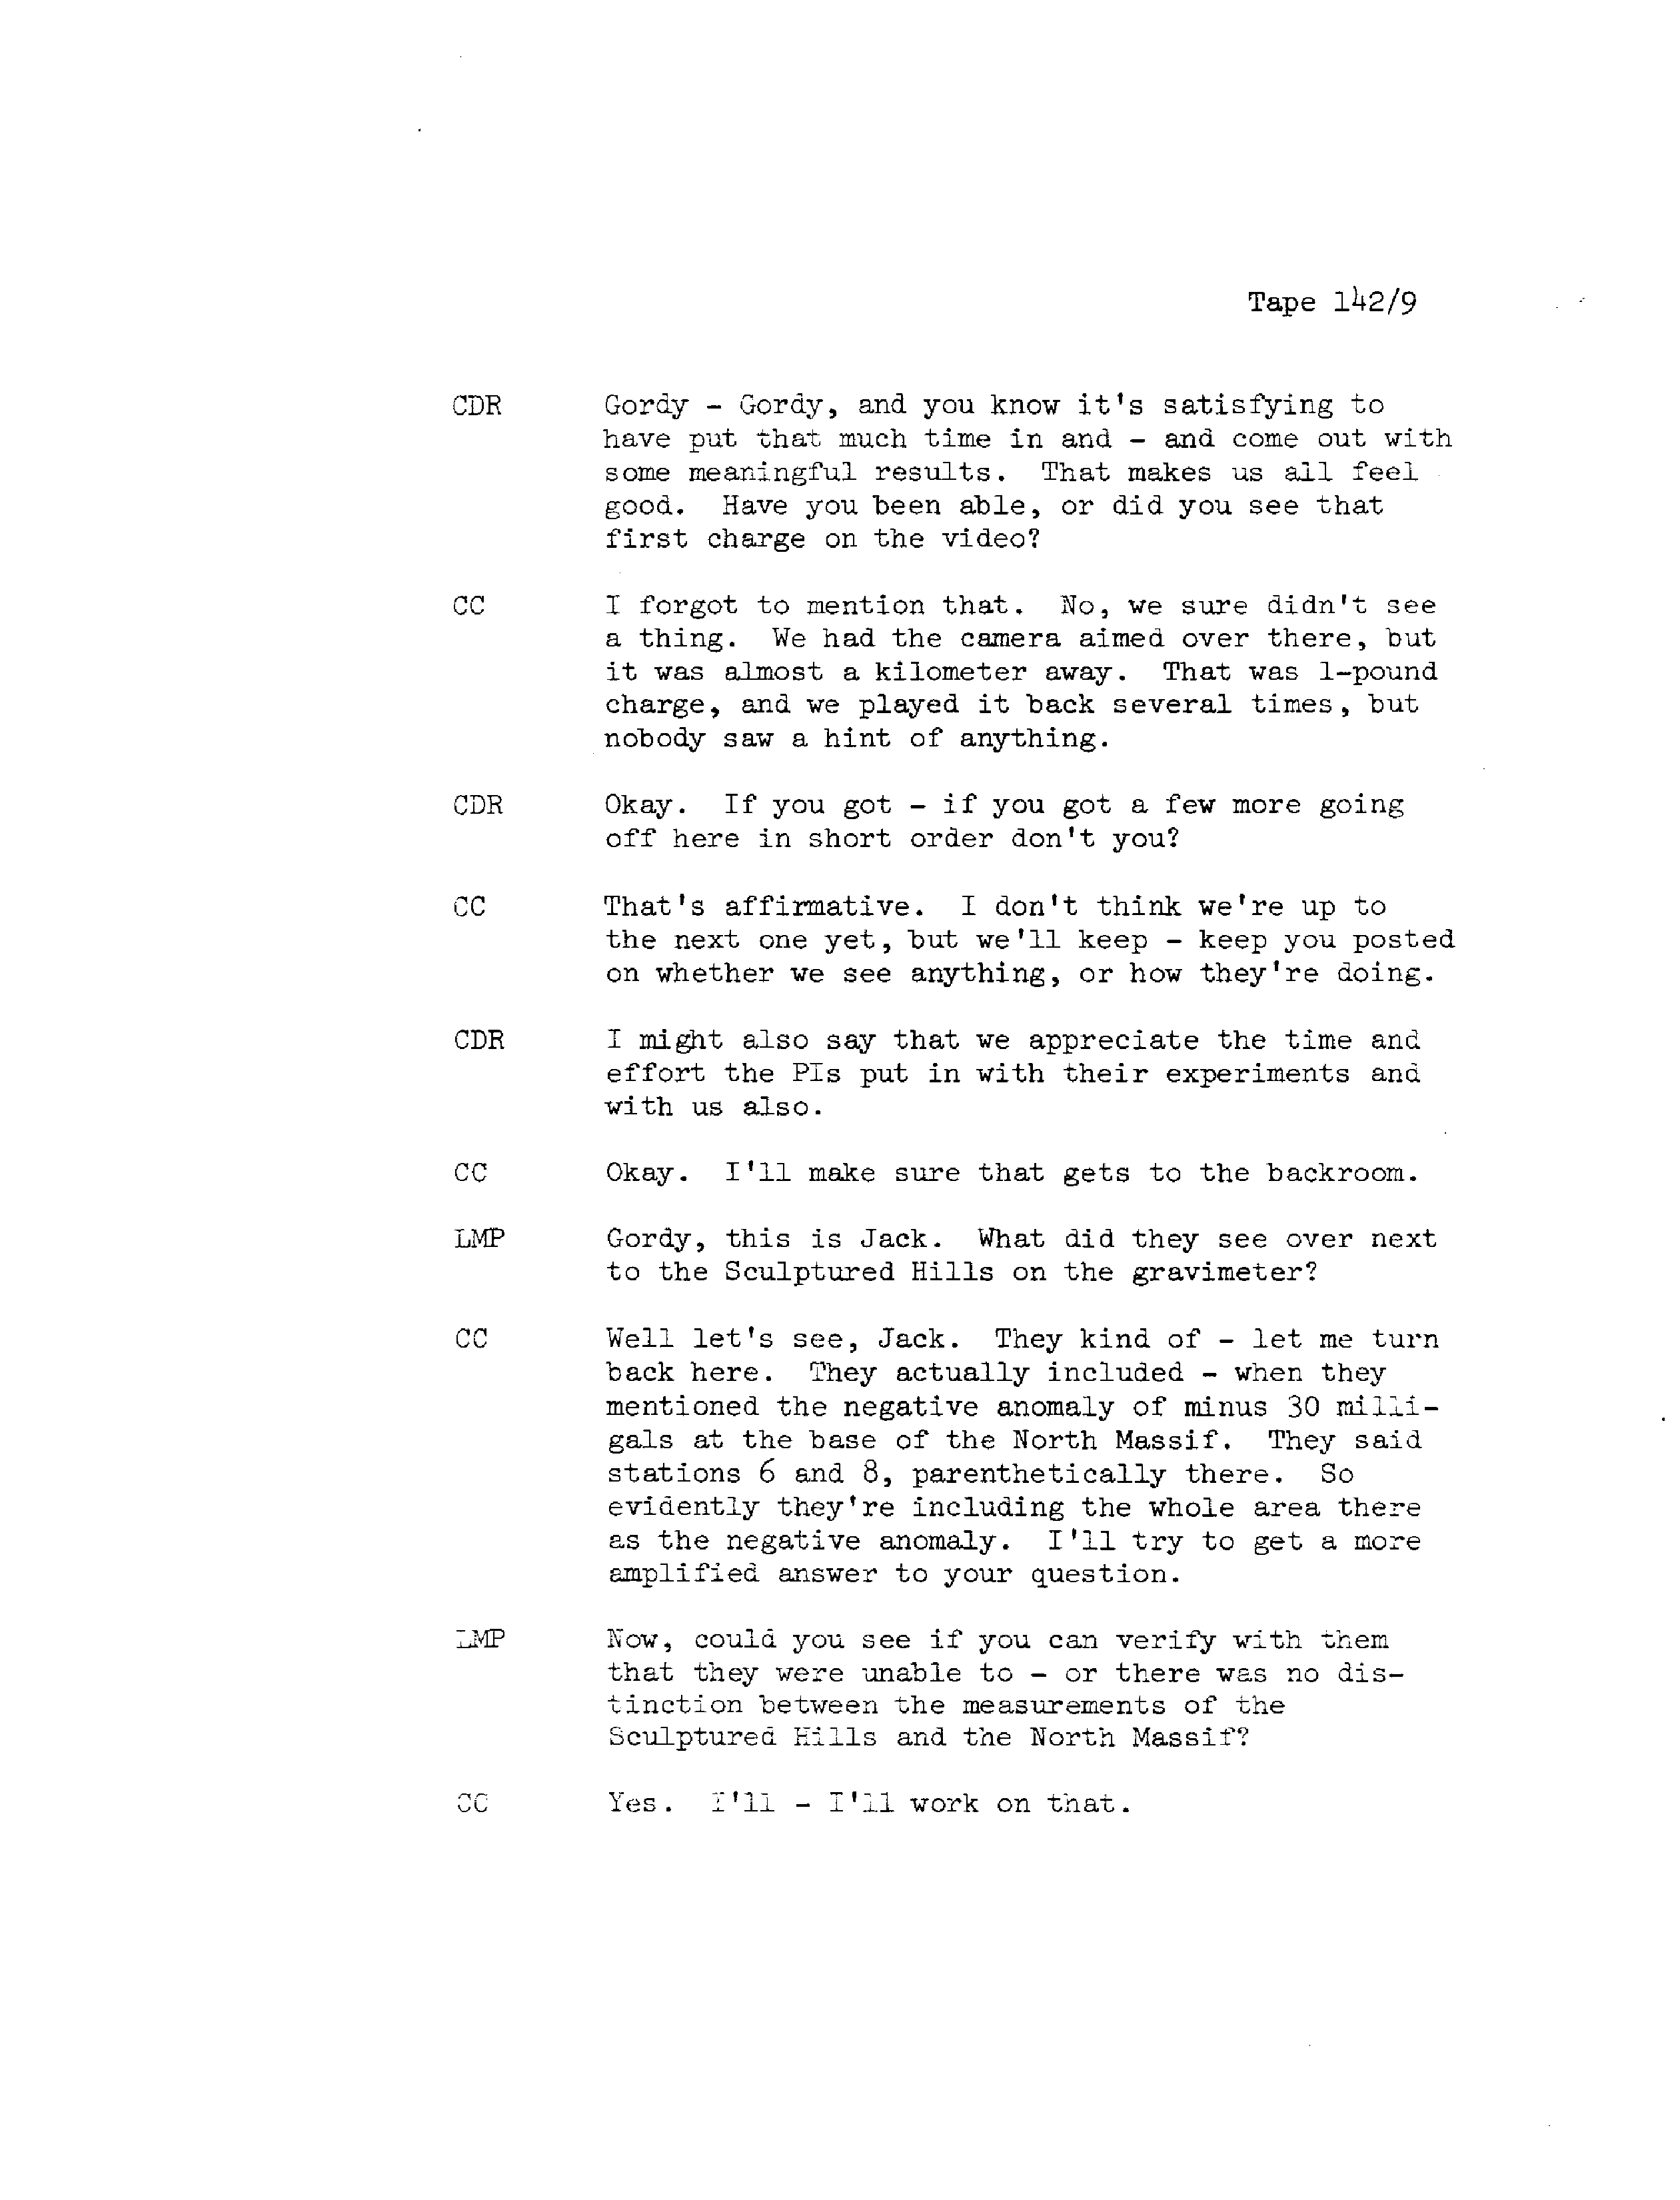 Tape 142/9
CDR Gordy - Gordy, and you know it's satisfying to
have put that much time in and - and come out with
some meaningful results. That makes us all feel
good. Have you been able, or did you see that
first charge on the video?
CC I forgot to mention that. No, we sure didn't see
a thing. We had the camera aimed over there, but
it was almost a kilometer away. That was 1-pound
charge, and we played it back several times, but
nobody saw a hint of anything.
CDR Okay. If you got - if you got a few more going
off here in short order don't you?
CC That's affirmative. I don't think we're up to
the next one yet, but we'll keep - keep you posted
on whether we see anything, or how they're doing.
CDR I might also say that we appreciate the time and
effort the PIs put in with their experiments and
with us also.
CC Okay. I'll make sure that gets to the backroom.
LMP Gordy, this is Jack. What did they see over next
to the Sculptured Hills on the gravimeter?
CC Well let's see, Jack. They kind of - let me turn
back here. They actually included - when they
mentioned the negative anomaly of minus 30 milli-
gals at the base of the North Massif. They said
stations 6 and 8, parenthetically there. So
evidently they're including the whole area there
as the negative anomaly. I'll try to get a more
amplified answer to your question.
LMP Now, could you see if you can verify with them
that they were unable to - or there was no dis-
tinction between the measurements of the
Sculptured Hills and the North Massif?
CC Yes. I'll - I'll work on that.